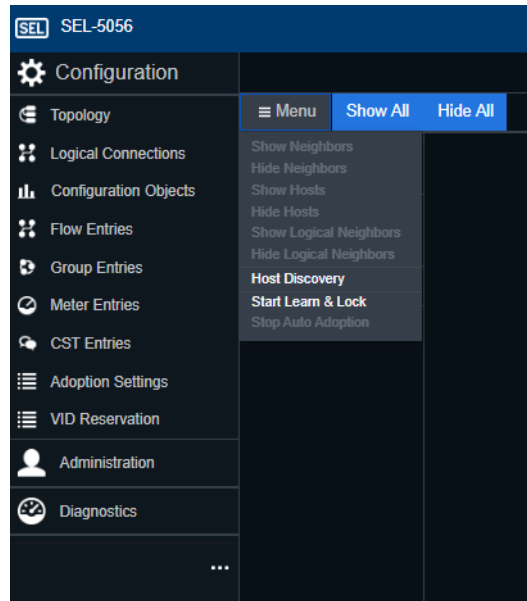 SEL SEL-5056
Configuration
Topology
Logical Connections
Configuration Objects
Flow Entries
Group Entries
Meter Entries
CST Entries
Adoption Settings
VID Reservation
Administration
Diagnostics
...
Menu Show All Hide All
Show Neighbors
Hide Neighbors
Show Hosts
Hide Hosts
Show Logical Neighbors
Hide Logical Neighbors
Host Discovery
Start Learn & Lock
Stop Auto Adoption